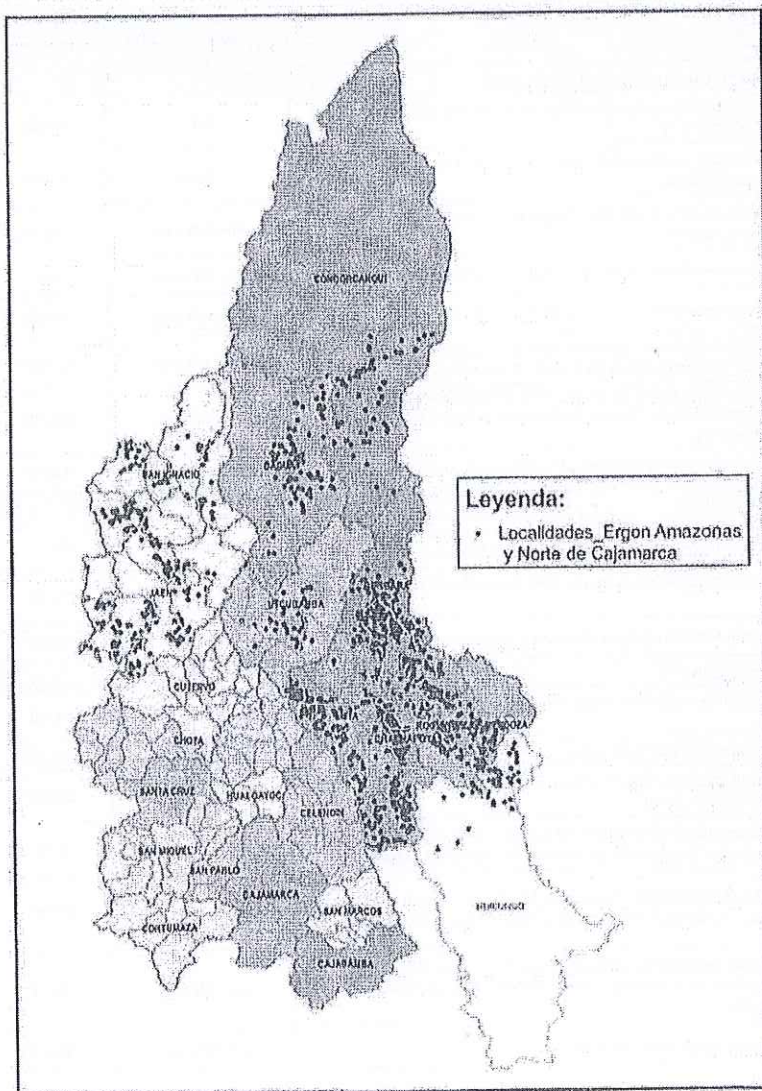 CONDORCANQUI
SAN IGNACIO
BAGUA
Leyenda:
• Localidades_Ergon Amazonas
y Norte de Cajamarca
JAEN
UTCUBAMBA
CUTERVO
CHOTA
SANTA CRUZ
HUALGAYOC
CELENDIN
SAN MIGUEL
SAN PABLO
CAJAMARCA
SAN MARCOS
CONTUMAZA
CAJABAMBA